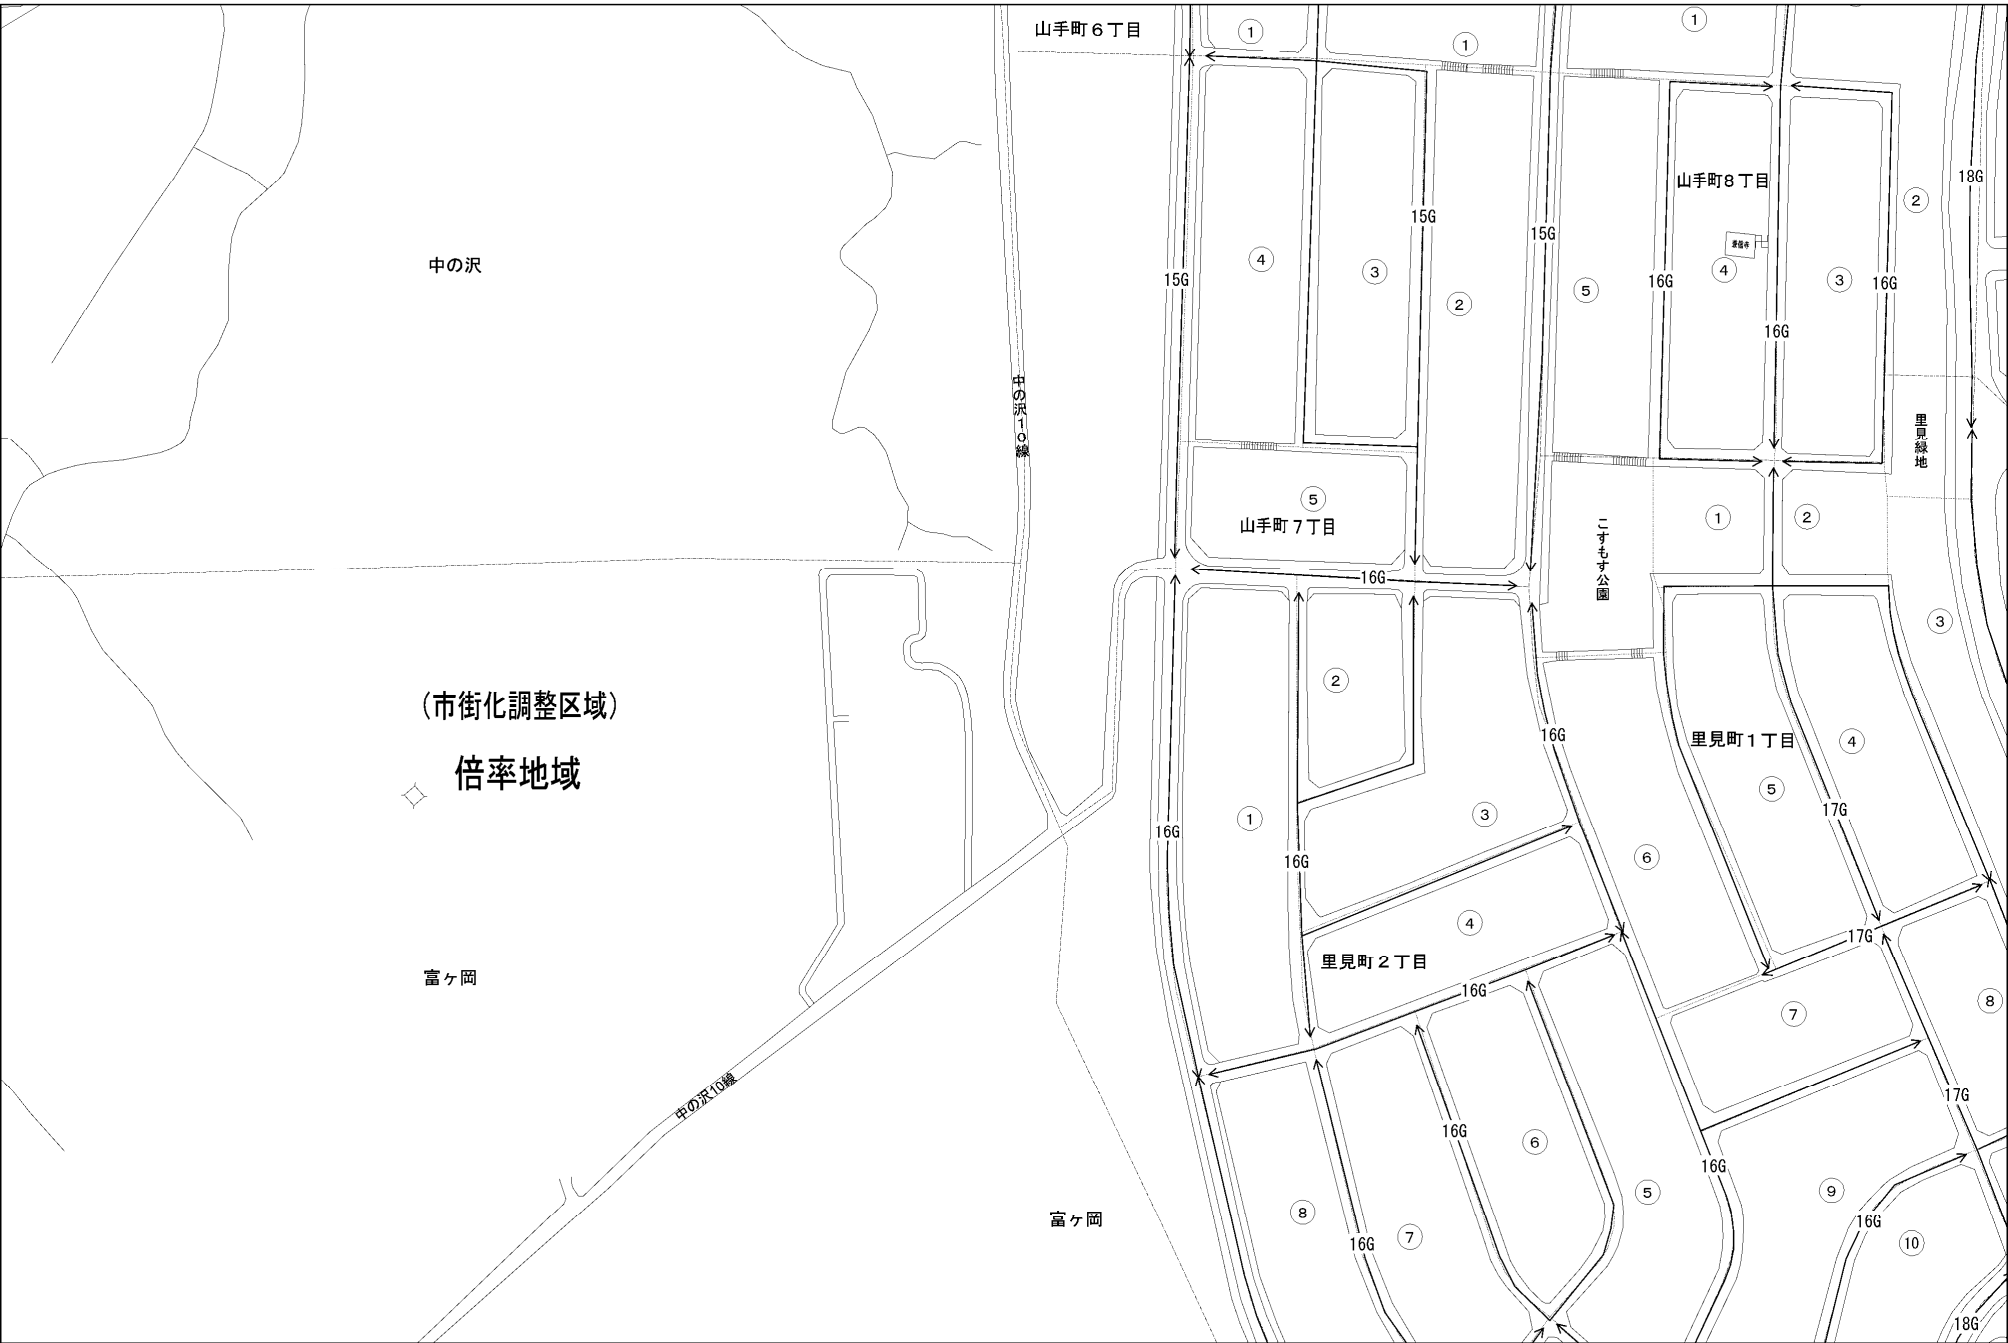 山手町6丁目
①
①
①
18G
山手町8丁目
②
15G
15G
中の沢
④
③
④
③
15G
16G
16G
⑤
②
16G
中の沢10線
里見緑地
⑤
山手町7丁目
①
②
こすもす公園
16G
③
②
(市街化調整区域)
16G
里見町1丁目
④
倍率地域
⑤
17G
①
③
16G
16G
⑥
④
17G
里見町2丁目
富ヶ岡
16G
⑧
⑦
中の沢10線
17G
16G
⑥
16G
⑤
⑨
⑧
富ヶ岡
16G
⑦
16G
⑩
18G